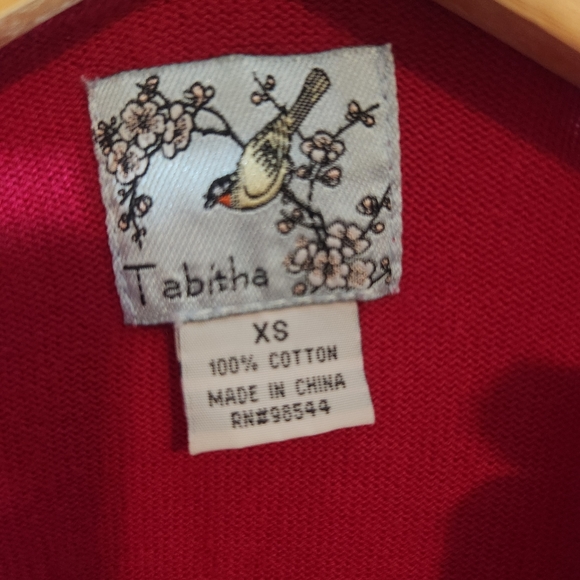 Tabitha
XS
100% COTTON
MADE IN CHINA
RN#98544